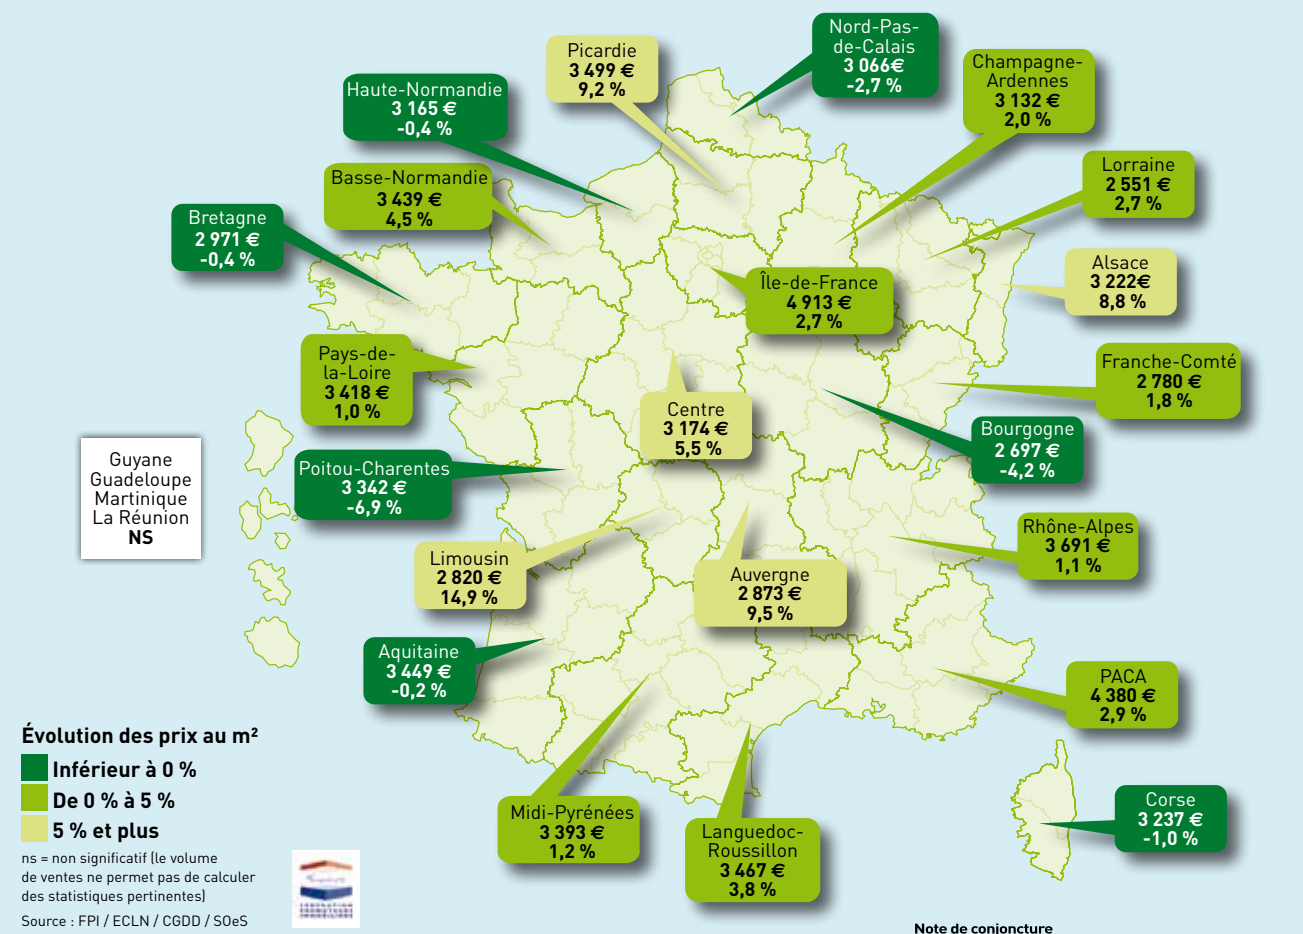 Nord-Pas-
de-Calais
3 066€
-2,7 %
Picardie
3 499 €
9,2 %
Champagne-
Ardennes
3 132 €
2,0 %
Haute-Normandie
3 165 €
-0,4 %
Lorraine
2 551 €
2,7 %
Basse-Normandie
3 439 €
4,5 %
Bretagne
2 971 €
-0,4 %
Alsace
3 222€
8,8 %
Île-de-France
4 913 €
2,7 %
Pays-de-
la-Loire
3 418 €
1,0 %
Franche-Comté
2 780 €
1,8 %
Centre
3 174 €
5,5 %
Bourgogne
2 697 €
-4,2 %
Guyane
Guadeloupe
Martinique
La Réunion
NS
Poitou-Charentes
3 342 €
-6,9 %
Rhône-Alpes
3 691 €
1,1 %
Limousin
2 820 €
14,9 %
Auvergne
2 873 €
9,5 %
Aquitaine
3 449 €
-0,2 %
PACA
4 380 €
2,9 %
Midi-Pyrénées
3 393 €
1,2 %
Languedoc-
Roussillon
3 467 €
3,8 %
Corse
3 237 €
-1,0 %
Évolution des prix au m²
Inférieur à 0 %
De 0 % à 5 %
5 % et plus
ns = non significatif (le volume
de ventes ne permet pas de calculer
des statistiques pertinentes)
Source : FPI / ECLN / CGDD / SOeS
Note de conjoncture